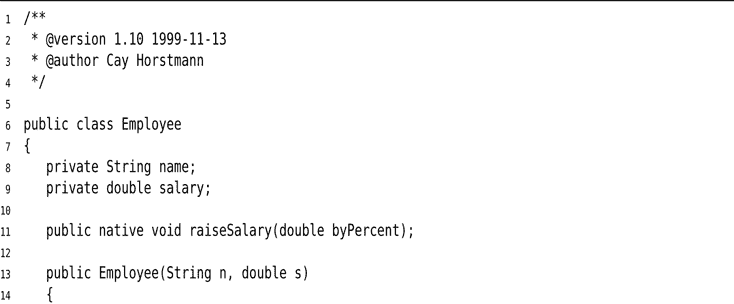 1 /**
2  * @version 1.10 1999-11-13
3  * @author Cay Horstmann
4  */
5
6 public class Employee
7 {
8    private String name;
9    private double salary;
10
11    public native void raiseSalary(double byPercent);
12
13    public Employee(String n, double s)
14    {